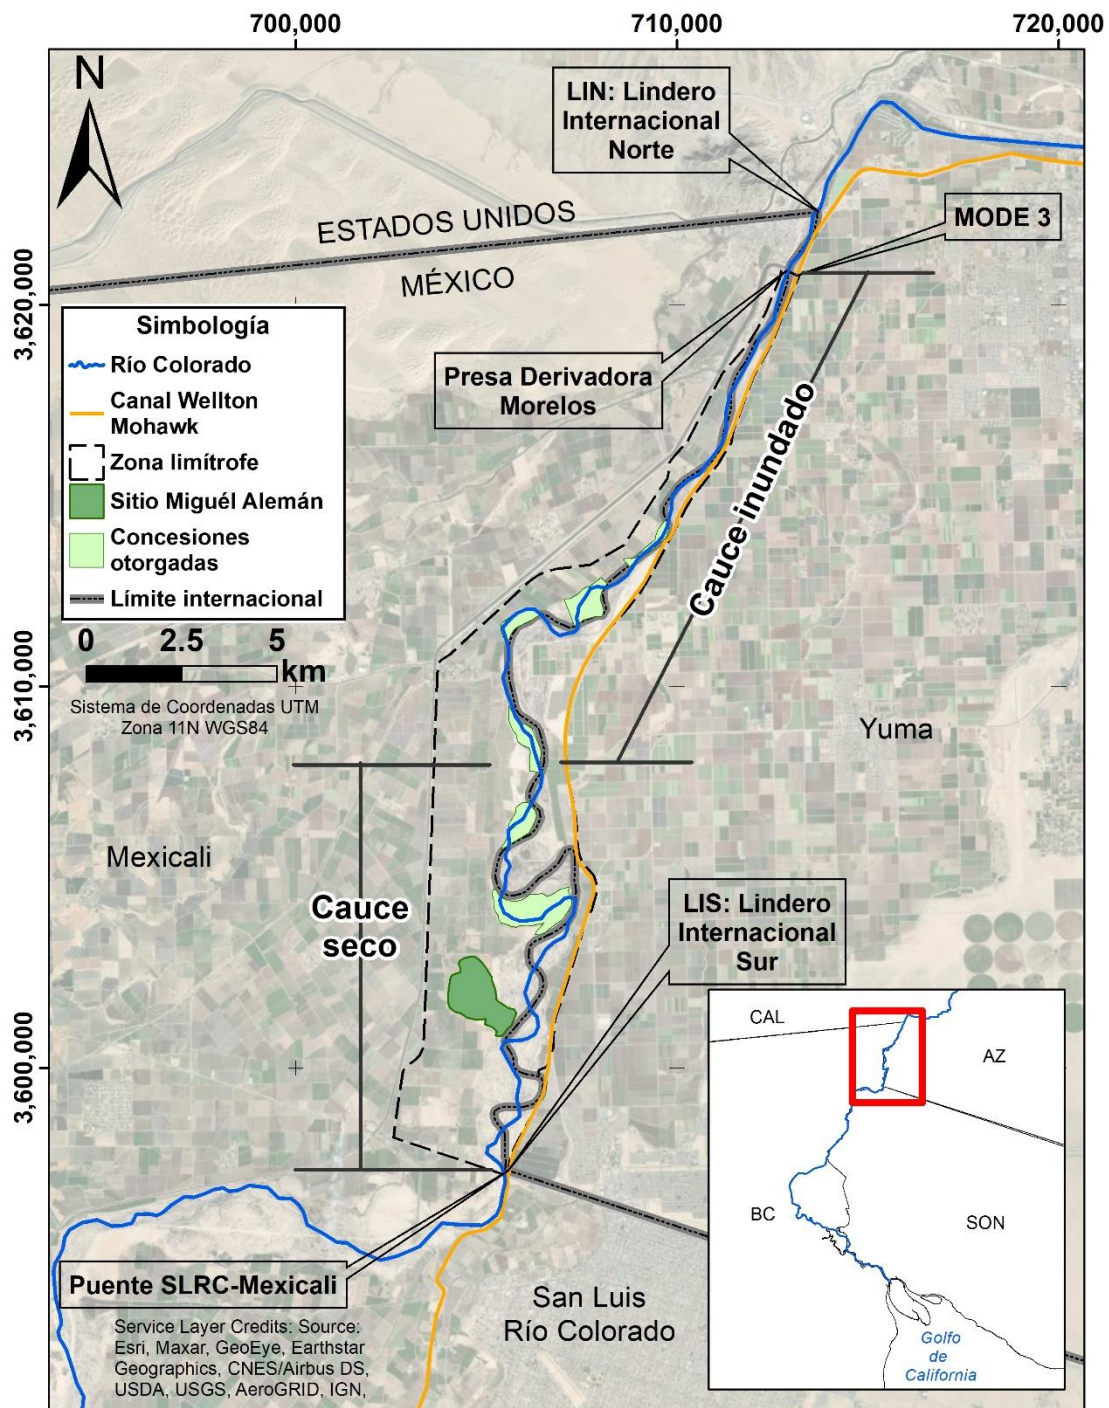 700,000
710,000
720,000
N
LIN: Lindero
Internacional
Norte
MODE 3
ESTADOS UNIDOS
MÉXICO
3,620,000
Simbología
Río Colorado
Canal Wellton
Mohawk
Zona limítrofe
Sitio Miguél Alemán
Concesiones
otorgadas
Límite internacional
Presa Derivadora
Morelos
Cauce inundado
0 2.5 5
km
Sistema de Coordenadas UTM
Zona 11N WGS84
3,610,000
Yuma
Mexicali
Cauce
seco
LIS: Lindero
Internacional
Sur
3,600,000
CAL
AZ
BC
SON
Golfo
de
California
Puente SLRC-Mexicali
San Luis
Río Colorado
Service Layer Credits: Source:
Esri, Maxar, GeoEye, Earthstar
Geographics, CNES/Airbus DS,
USDA, USGS, AeroGRID, IGN,